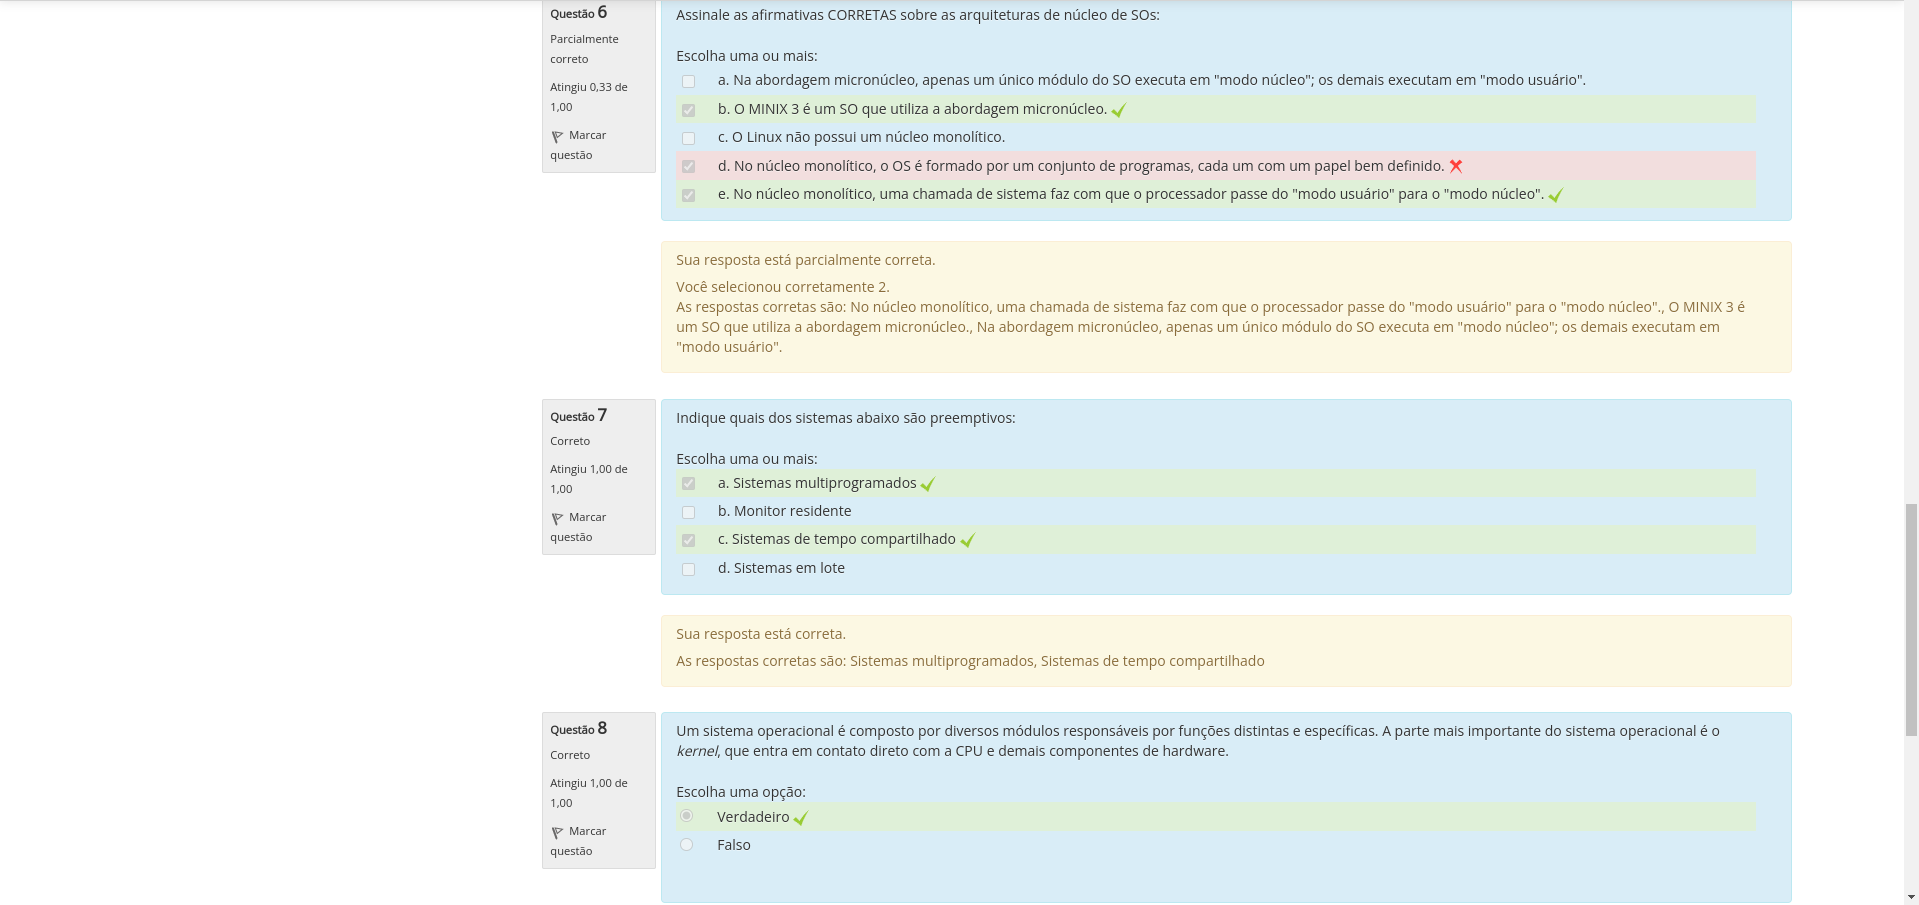 Questão 6
Parcialmente
correto
Atingiu 0,33 de
1,00
Marcar
questão
Assinale as afirmativas CORRETAS sobre as arquiteturas de núcleo de SOs:
Escolha uma ou mais:
a. Na abordagem micronúcleo, apenas um único módulo do SO executa em "modo núcleo"; os demais executam em "modo usuário".
b. O MINIX 3 é um SO que utiliza a abordagem micronúcleo.
c. O Linux não possui um núcleo monolítico.
d. No núcleo monolítico, o OS é formado por um conjunto de programas, cada um com um papel bem definido.
e. No núcleo monolítico, uma chamada de sistema faz com que o processador passe do "modo usuário" para o "modo núcleo".
Sua resposta está parcialmente correta.
Você selecionou corretamente 2.
As respostas corretas são: No núcleo monolítico, uma chamada de sistema faz com que o processador passe do "modo usuário" para o "modo núcleo"., O MINIX 3 é
um SO que utiliza a abordagem micronúcleo., Na abordagem micronúcleo, apenas um único módulo do SO executa em "modo núcleo"; os demais executam em
"modo usuário".
Questão 7
Correto
Atingiu 1,00 de
1,00
Marcar
questão
Indique quais dos sistemas abaixo são preemptivos:
Escolha uma ou mais:
a. Sistemas multiprogramados
b. Monitor residente
c. Sistemas de tempo compartilhado
d. Sistemas em lote
Sua resposta está correta.
As respostas corretas são: Sistemas multiprogramados, Sistemas de tempo compartilhado
Questão 8
Correto
Atingiu 1,00 de
1,00
Marcar
questão
Um sistema operacional é composto por diversos módulos responsáveis por funções distintas e específicas. A parte mais importante do sistema operacional é o
kernel, que entra em contato direto com a CPU e demais componentes de hardware.
Escolha uma opção:
Verdadeiro
Falso